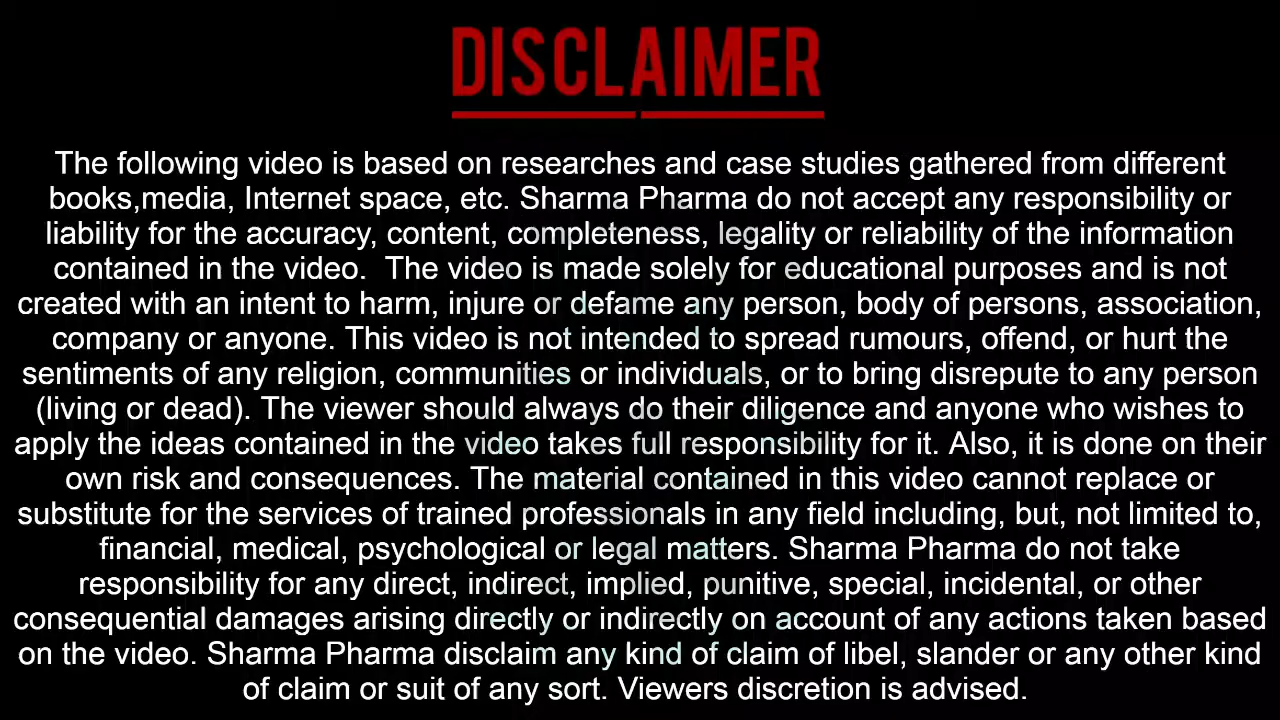 DISCLAIMER
The following video is based on researches and case studies gathered from different
books,media, Internet space, etc. Sharma Pharma do not accept any responsibility or
liability for the accuracy, content, completeness, legality or reliability of the information
contained in the video.  The video is made solely for educational purposes and is not
created with an intent to harm, injure or defame any person, body of persons, association,
company or anyone. This video is not intended to spread rumours, offend, or hurt the
sentiments of any religion, communities or individuals, or to bring disrepute to any person
(living or dead). The viewer should always do their diligence and anyone who wishes to
apply the ideas contained in the video takes full responsibility for it. Also, it is done on their
own risk and consequences. The material contained in this video cannot replace or
substitute for the services of trained professionals in any field including, but, not limited to,
financial, medical, psychological or legal matters. Sharma Pharma do not take
responsibility for any direct, indirect, implied, punitive, special, incidental, or other
consequential damages arising directly or indirectly on account of any actions taken based
on the video. Sharma Pharma disclaim any kind of claim of libel, slander or any other kind
of claim or suit of any sort. Viewers discretion is advised.